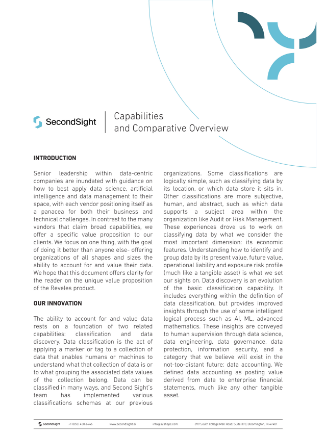 SecondSight
Capabilities
and Comparative Overview
INTRODUCTION
Senior leadership within data-centric
companies are inundated with guidance on
how to best apply data science, artificial
intelligence and data management to their
space, with each vendor positioning itself as
a panacea for both their business and
technical challenges. In contrast to the many
vendors that claim broad capabilities, we
offer a specific value proposition to our
clients. We focus on one thing, with the goal
of doing it better than anyone else- offering
organizations of all shapes and sizes the
ability to account for and value their data.
We hope that this document offers clarity for
the reader on the unique value proposition
of the Reveles product.
OUR INNOVATION
The ability to account for and value data
rests on a foundation of two related
capabilities classification and data
discovery. Data classification is the act of
applying a marker or tag to a collection of
data that enables humans or machines to
understand what that collection of data is or
to what grouping the associated data values
of the collection belong. Data can be
classified in many ways, and Second Sight's
team has implemented various
classifications schemas at our previous
organizations. Some classifications are
logically simple, such as classifying data by
its location, or which data store it sits in.
Other classifications are more subjective,
human, and abstract, such as which data
supports a subject area within the
organization like Audit or Risk Management.
These experiences drove us to work on
classifying data by what we consider the
most important dimension: its economic
features. Understanding how to identify and
group data by its present value, future value,
operational liability and exposure risk profile
(much like a tangible asset) is what we set
our sights on. Data discovery is an evolution
of the basic classification capability. It
includes everything within the definition of
data classification, but provides improved
insights through the use of some intelligent
logical process such as AI, ML, advanced
mathematics. These insights are conveyed
to human supervision through data science,
data engineering, data governance, data
protection, information security, and a
category that we believe will exist in the
not-too-distant future: data accounting. We
defined data accounting as posting value
derived from data to enterprise financial
statements, much like any other tangible
asset.
SecondSight